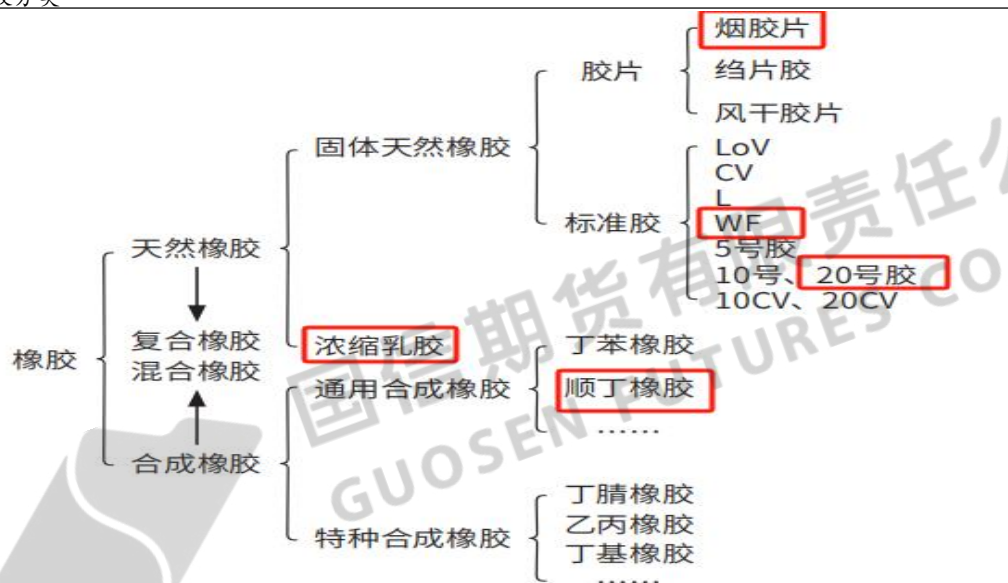 分类
烟胶片
胶片
绉片胶
风干胶片
固体天然橡胶
LoV
CV
L
标准胶
WF
5号胶
天然橡胶
10号、20号胶
10CV、20CV
复合橡胶
浓缩乳胶
丁苯橡胶
橡胶
混合橡胶
通用合成橡胶
顺丁橡胶
……
合成橡胶
丁腈橡胶
特种合成橡胶
乙丙橡胶
丁基橡胶
……
国信期货有限责任
GUOSEN FUTURES CO